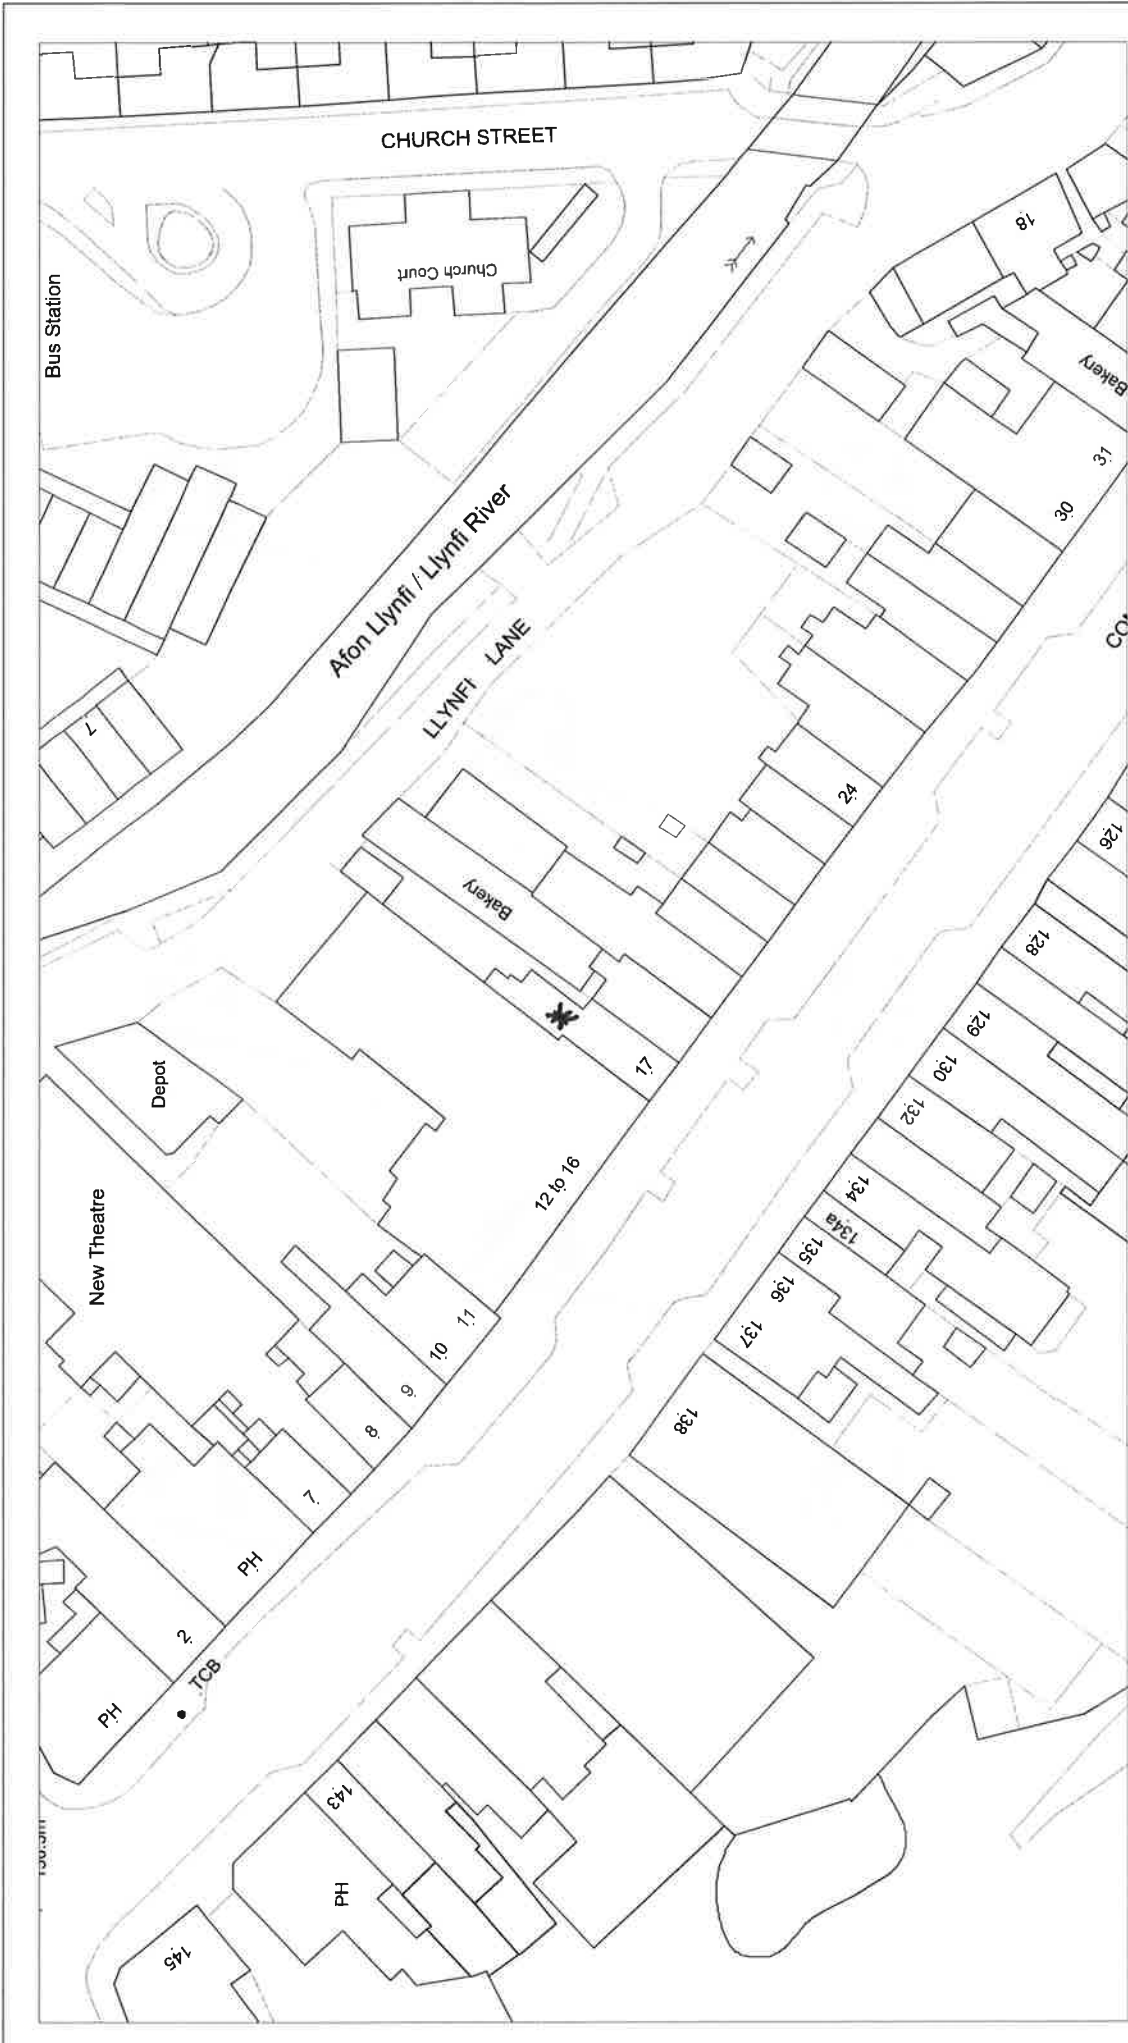 CHURCH STREET
Church Court
Bus Station
18
Bakery
31
30
Afon Llynfi / Llynfi River
LLYNFI LANE
7
24
126
Bakery
128
129
17
130
132
Depot
12 to 16
134
134a
New Theatre
135
136
11
137
10
9
8
138
7
PH
2
TCB
PH
143
PH
145